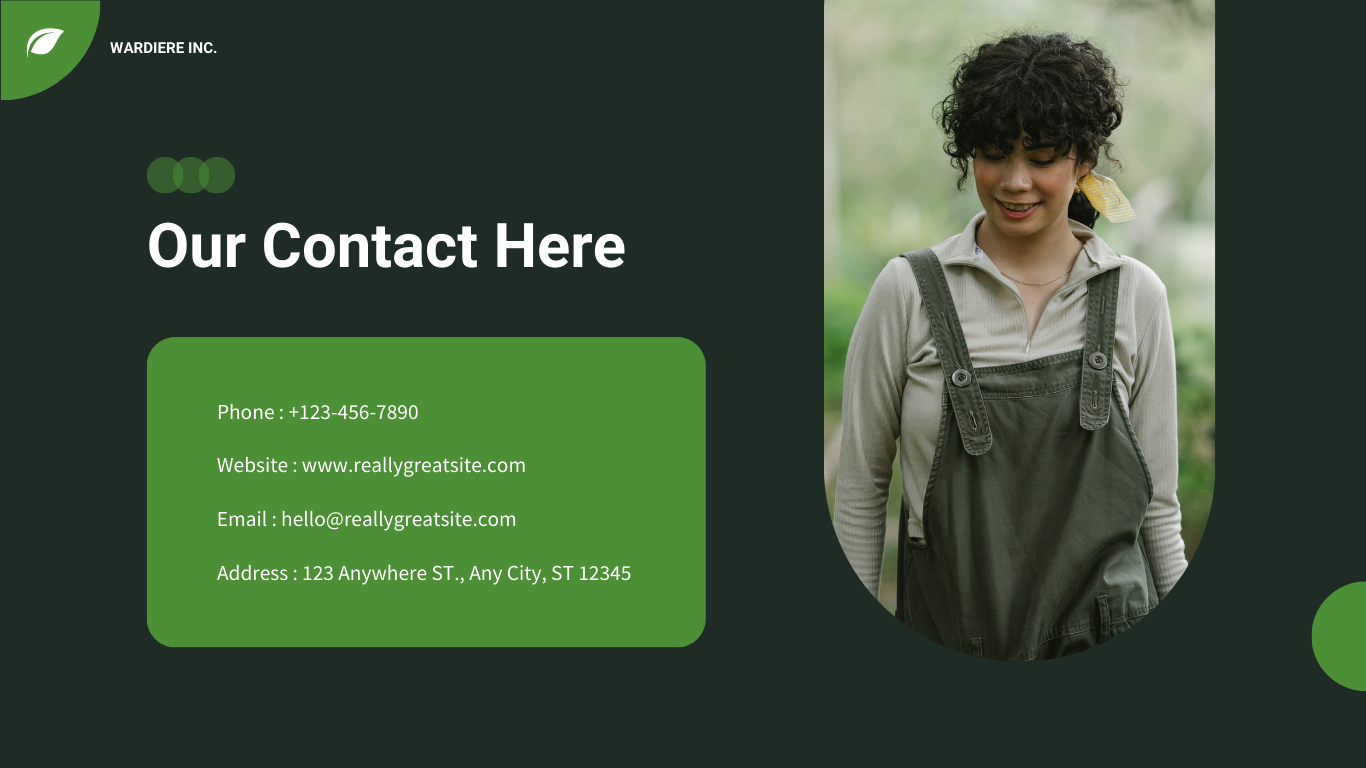 WARDIERE INC.
Our Contact Here
Phone : +123-456-7890
Website : www.reallygreatsite.com
Email : hello@reallygreatsite.com
Address : 123 Anywhere ST., Any City, ST 12345